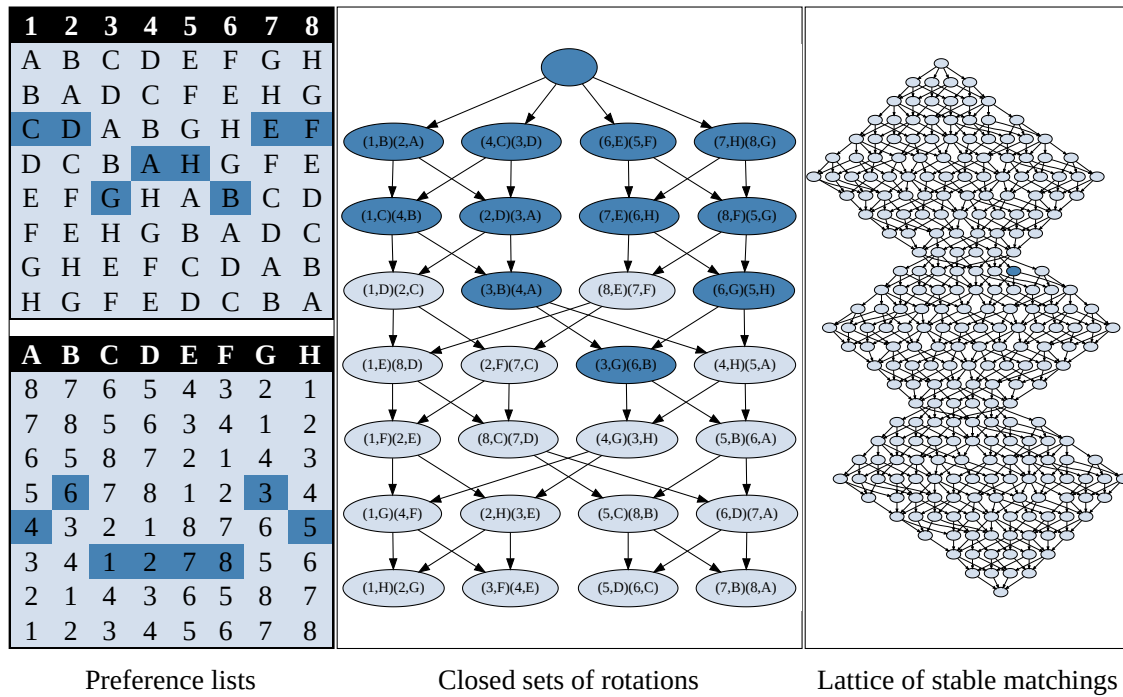 1 2 3 4 5 6 7 8
A B C D E F G H
B A D C F E H G
C D A B G H E F
D C B A H G F E
E F G H A B C D
F E H G B A D C
G H E F C D A B
H G F E D C B A
A B C D E F G H
8 7 6 5 4 3 2 1
7 8 5 6 3 4 1 2
6 5 8 7 2 1 4 3
5 6 7 8 1 2 3 4
4 3 2 1 8 7 6 5
3 4 1 2 7 8 5 6
2 1 4 3 6 5 8 7
1 2 3 4 5 6 7 8
Preference lists
(1,B)(2,A) (4,C)(3,D) (6,E)(5,F) (7,H)(8,G)
(1,C)(4,B) (2,D)(3,A) (7,E)(6,H) (8,F)(5,G)
(1,D)(2,C) (3,B)(4,A) (8,E)(7,F) (6,G)(5,H)
(1,E)(8,D) (2,F)(7,C) (3,G)(6,B) (4,H)(5,A)
(1,F)(2,E) (8,C)(7,D) (4,G)(3,H) (5,B)(6,A)
(1,G)(4,F) (2,H)(3,E) (5,C)(8,B) (6,D)(7,A)
(1,H)(2,G) (3,F)(4,E) (5,D)(6,C) (7,B)(8,A)
Closed sets of rotations
Lattice of stable matchings